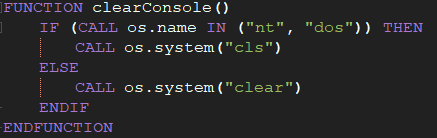 FUNCTION clearConsole()
    IF (CALL os.name IN ("nt", "dos")) THEN
        CALL os.system("cls")
    ELSE
        CALL os.system("clear")
    ENDIF
ENDFUNCTION